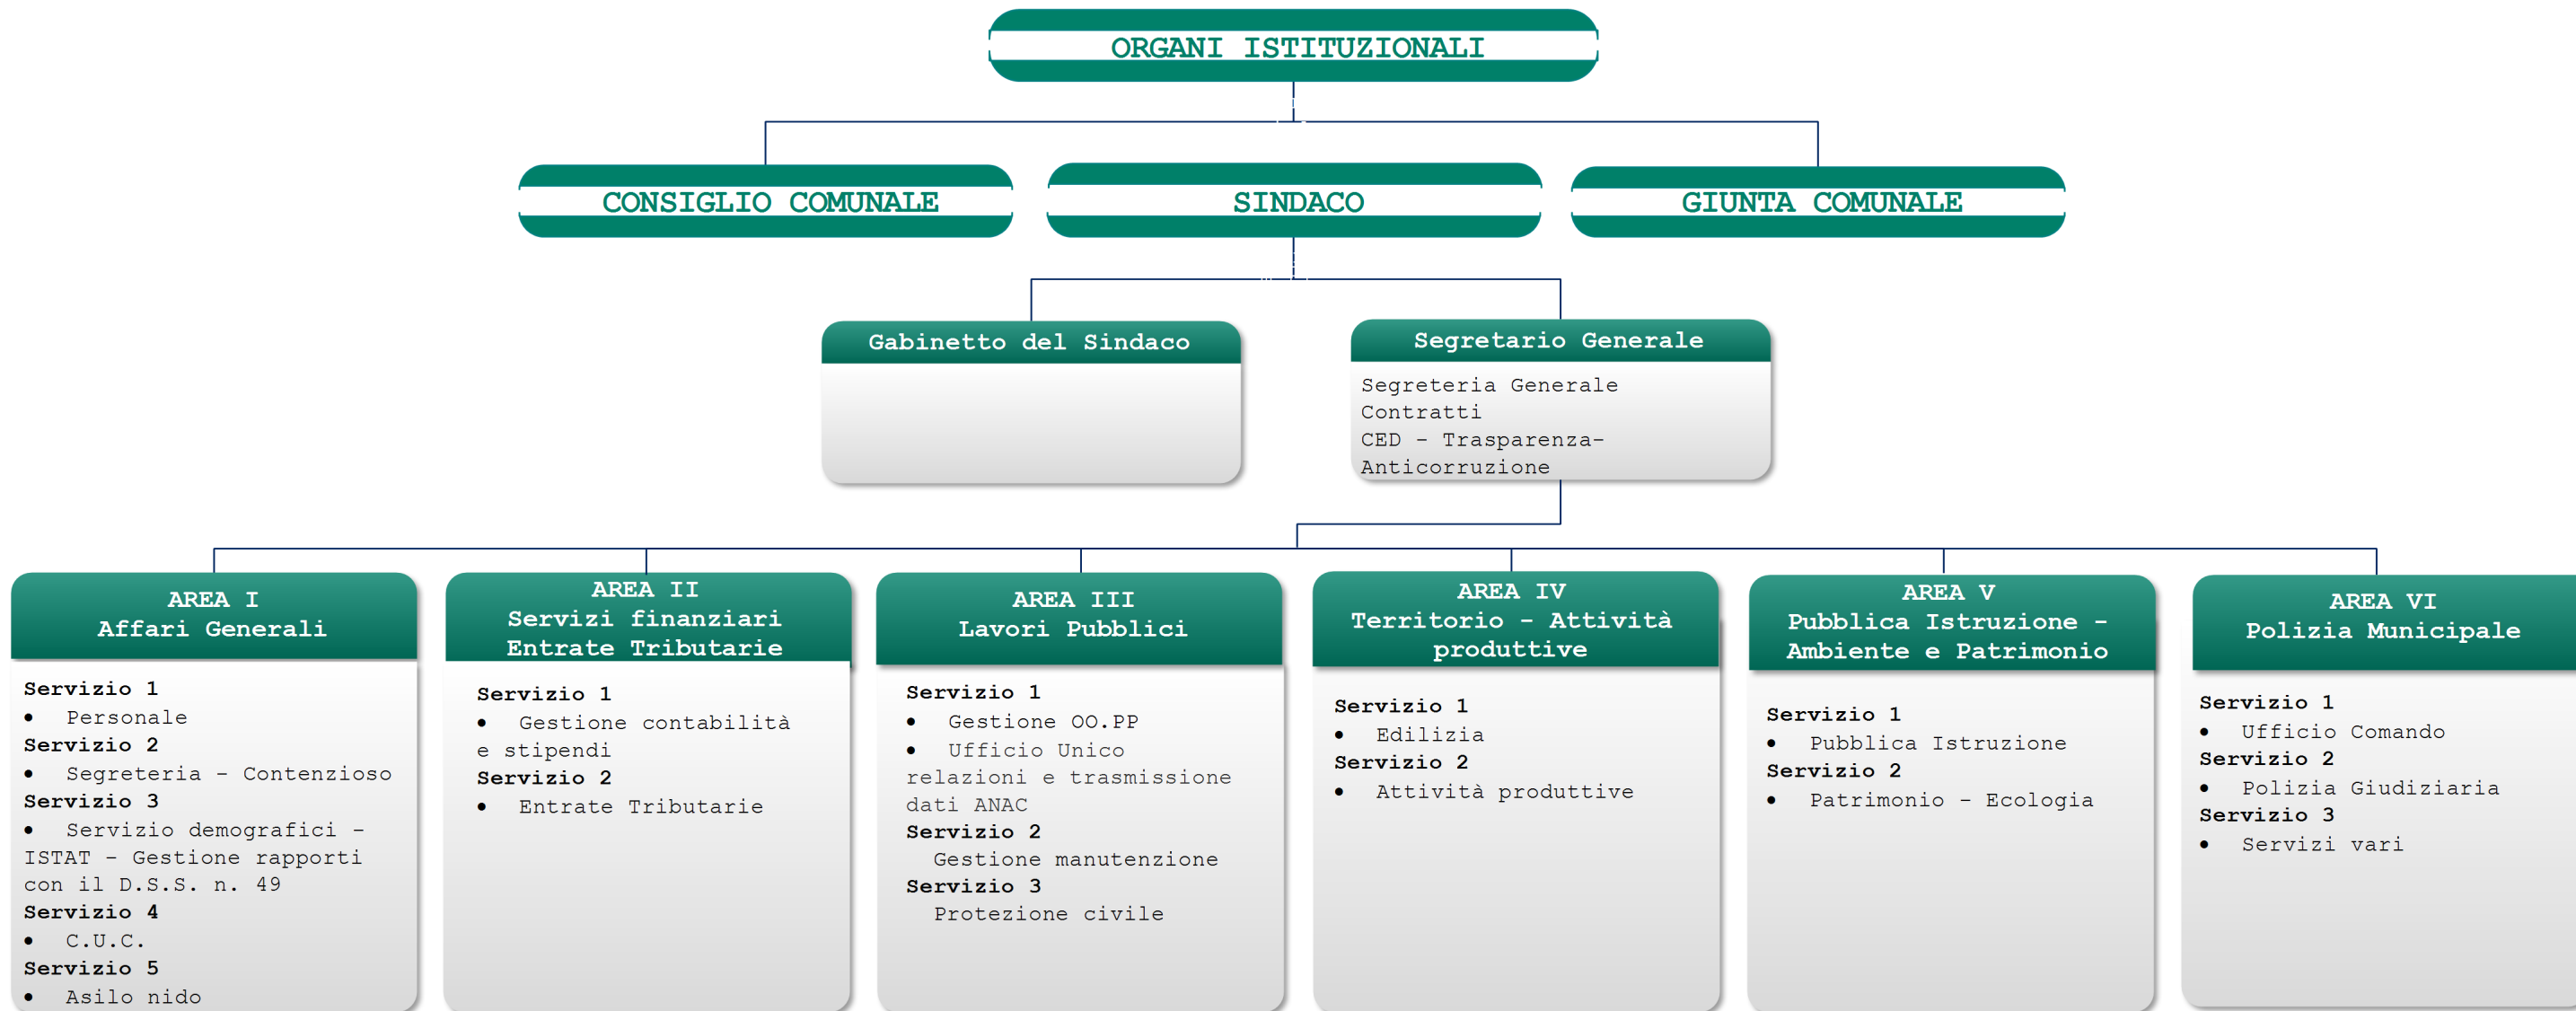 ORGANI ISTITUZIONALI
CONSIGLIO COMUNALE
SINDACO
GIUNTA COMUNALE
Gabinetto del Sindaco
Segretario Generale
Segreteria Generale
Contratti
CED - Trasparenza-
Anticorruzione
AREA I
Affari Generali
Servizio 1
• Personale
Servizio 2
• Segreteria - Contenzioso
Servizio 3
• Servizio demografici -
ISTAT - Gestione rapporti
con il D.S.S. n. 49
Servizio 4
• C.U.C.
Servizio 5
• Asilo nido
AREA II
Servizi finanziari
Entrate Tributarie
Servizio 1
• Gestione contabilità
e stipendi
Servizio 2
• Entrate Tributarie
AREA III
Lavori Pubblici
Servizio 1
• Gestione OO.PP
• Ufficio Unico
relazioni e trasmissione
dati ANAC
Servizio 2
Gestione manutenzione
Servizio 3
Protezione civile
AREA IV
Territorio - Attività
produttive
Servizio 1
• Edilizia
Servizio 2
• Attività produttive
AREA V
Pubblica Istruzione -
Ambiente e Patrimonio
Servizio 1
• Pubblica Istruzione
Servizio 2
• Patrimonio - Ecologia
AREA VI
Polizia Municipale
Servizio 1
• Ufficio Comando
Servizio 2
• Polizia Giudiziaria
Servizio 3
• Servizi vari